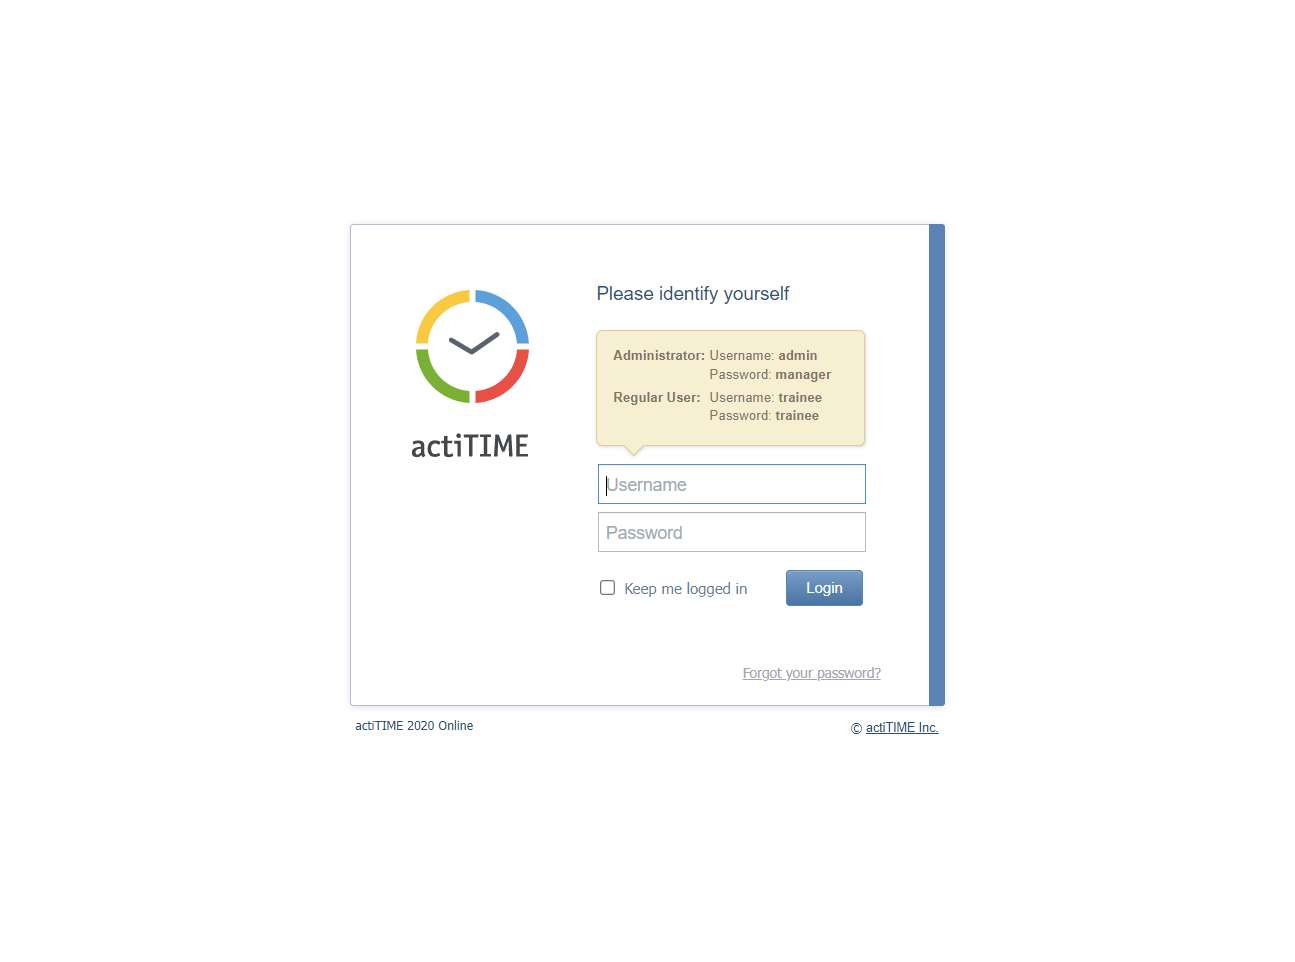 Please identify yourself
Administrator: Username: admin
Password: manager
Regular User: Username: trainee
Password: trainee
actiTIME
Username
Password
Keep me logged in
Login
Forgot your password?
actiTIME 2020 Online
© actiTIME Inc.